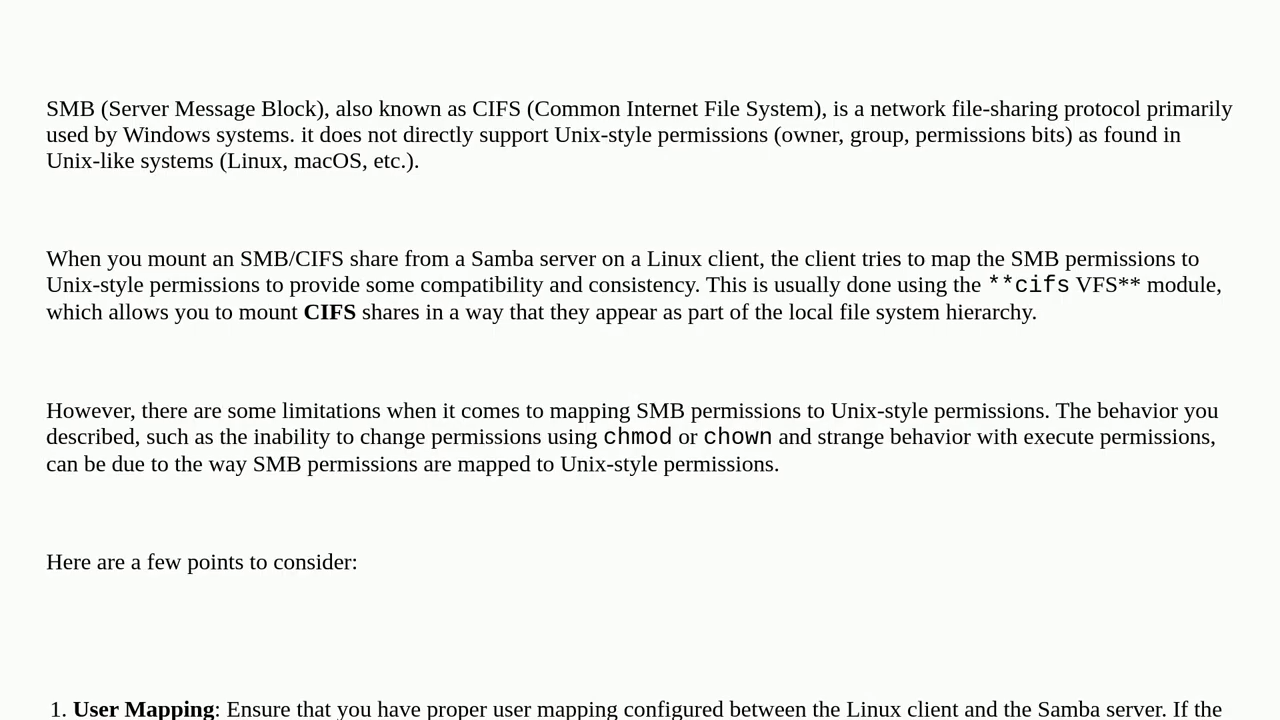 SMB (Server Message Block), also known as CIFS (Common Internet File System), is a network file-sharing protocol primarily
used by Windows systems. it does not directly support Unix-style permissions (owner, group, permissions bits) as found in
Unix-like systems (Linux, macOS, etc.).
When you mount an SMB/CIFS share from a Samba server on a Linux client, the client tries to map the SMB permissions to
Unix-style permissions to provide some compatibility and consistency. This is usually done using the **cifs VFS** module,
which allows you to mount CIFS shares in a way that they appear as part of the local file system hierarchy.
However, there are some limitations when it comes to mapping SMB permissions to Unix-style permissions. The behavior you
described, such as the inability to change permissions using chmod or chown and strange behavior with execute permissions,
can be due to the way SMB permissions are mapped to Unix-style permissions.
Here are a few points to consider:
1. User Mapping: Ensure that you have proper user mapping configured between the Linux client and the Samba server. If the